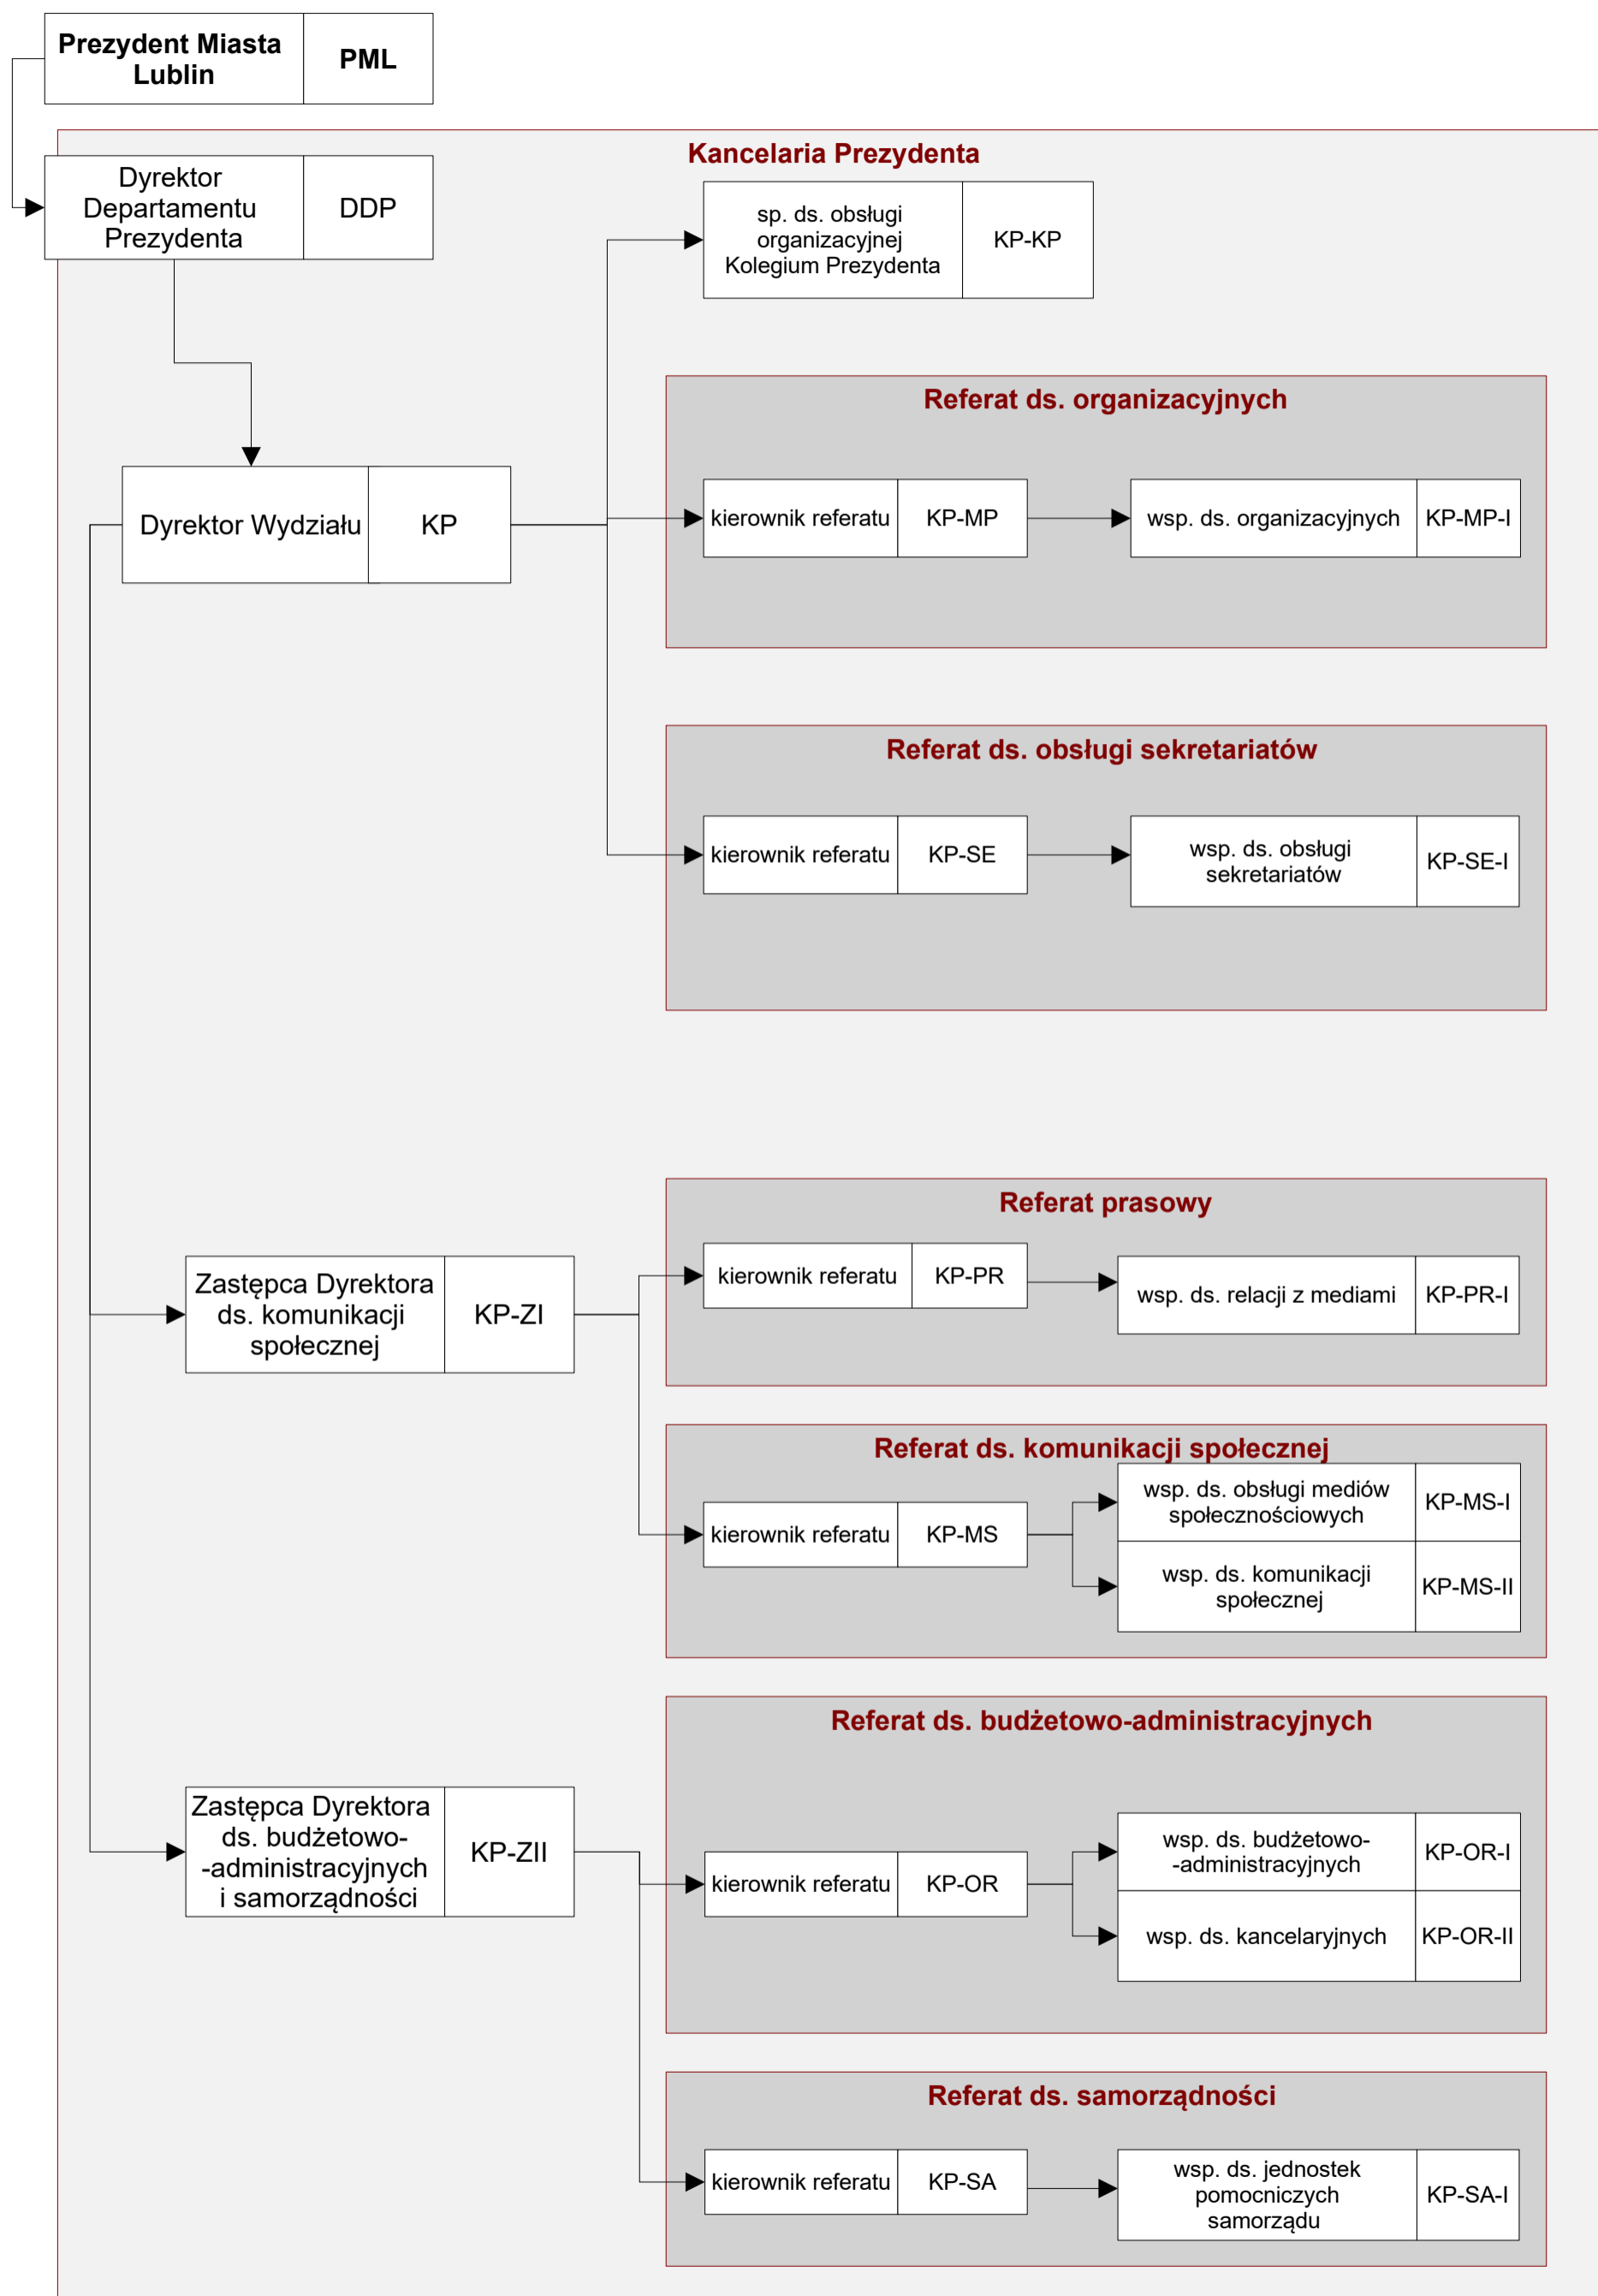 Prezydent Miasta
Lublin
PML
Kancelaria Prezydenta
Dyrektor
Departamentu
Prezydenta
DDP
sp. ds. obsługi
organizacyjnej
Kolegium Prezydenta
KP-KP
Referat ds. organizacyjnych
Dyrektor Wydziału
KP
kierownik referatu
KP-MP
wsp. ds. organizacyjnych
KP-MP-I
Referat ds. obsługi sekretariatów
kierownik referatu
KP-SE
wsp. ds. obsługi
sekretariatów
KP-SE-I
Referat prasowy
Zastępca Dyrektora
ds. komunikacji
społecznej
KP-ZI
kierownik referatu
KP-PR
wsp. ds. relacji z mediami
KP-PR-I
Referat ds. komunikacji społecznej
kierownik referatu
KP-MS
wsp. ds. obsługi mediów
społecznościowych
KP-MS-I
wsp. ds. komunikacji
społecznej
KP-MS-II
Referat ds. budżetowo-administracyjnych
Zastępca Dyrektora
ds. budżetowo-
-administracyjnych
i samorządności
KP-ZII
kierownik referatu
KP-OR
wsp. ds. budżetowo-
-administracyjnych
KP-OR-I
wsp. ds. kancelaryjnych
KP-OR-II
Referat ds. samorządności
kierownik referatu
KP-SA
wsp. ds. jednostek
pomocniczych
samorządu
KP-SA-I